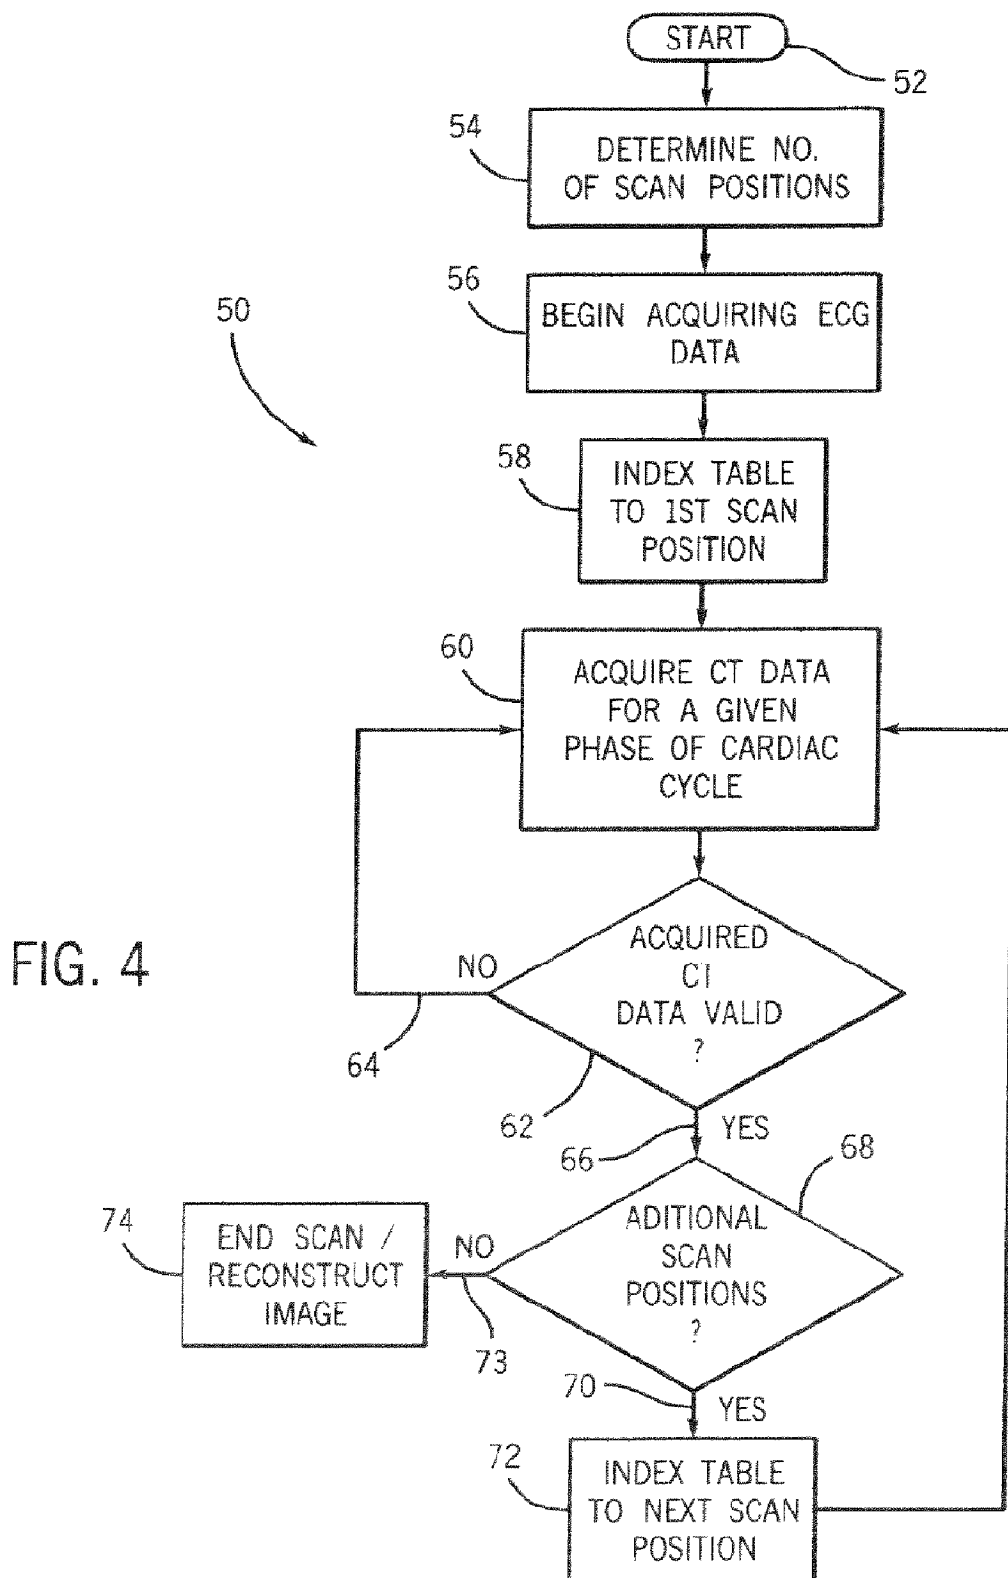 START
52
54
DETERMINE NO.
OF SCAN POSITIONS
56
BEGIN ACQUIRING ECG
DATA
50
58
INDEX TABLE
TO 1ST SCAN
POSITION
60
ACQUIRE CT DATA
FOR A GIVEN
PHASE OF CARDIAC
CYCLE
FIG. 4
NO
ACQUIRED
CT
DATA VALID
?
64
62
66
YES
68
74
END SCAN /
RECONSTRUCT
IMAGE
NO
73
ADITIONAL
SCAN
POSITIONS
?
70
YES
72
INDEX TABLE
TO NEXT SCAN
POSITION